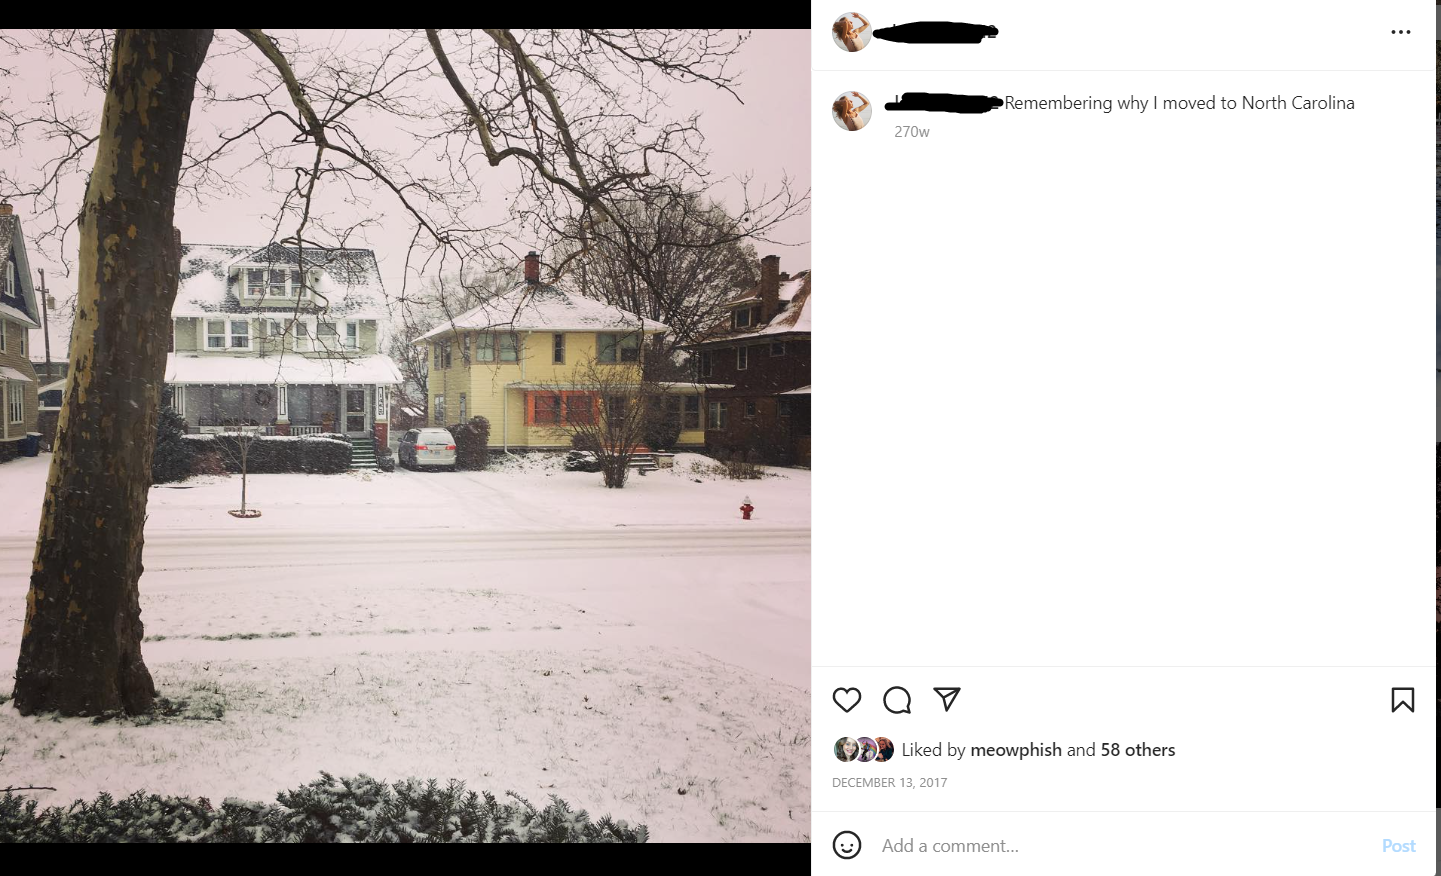 Remembering why I moved to North Carolina
270w
Liked by meowphish and 58 others
DECEMBER 13, 2017
Add a comment...
Post